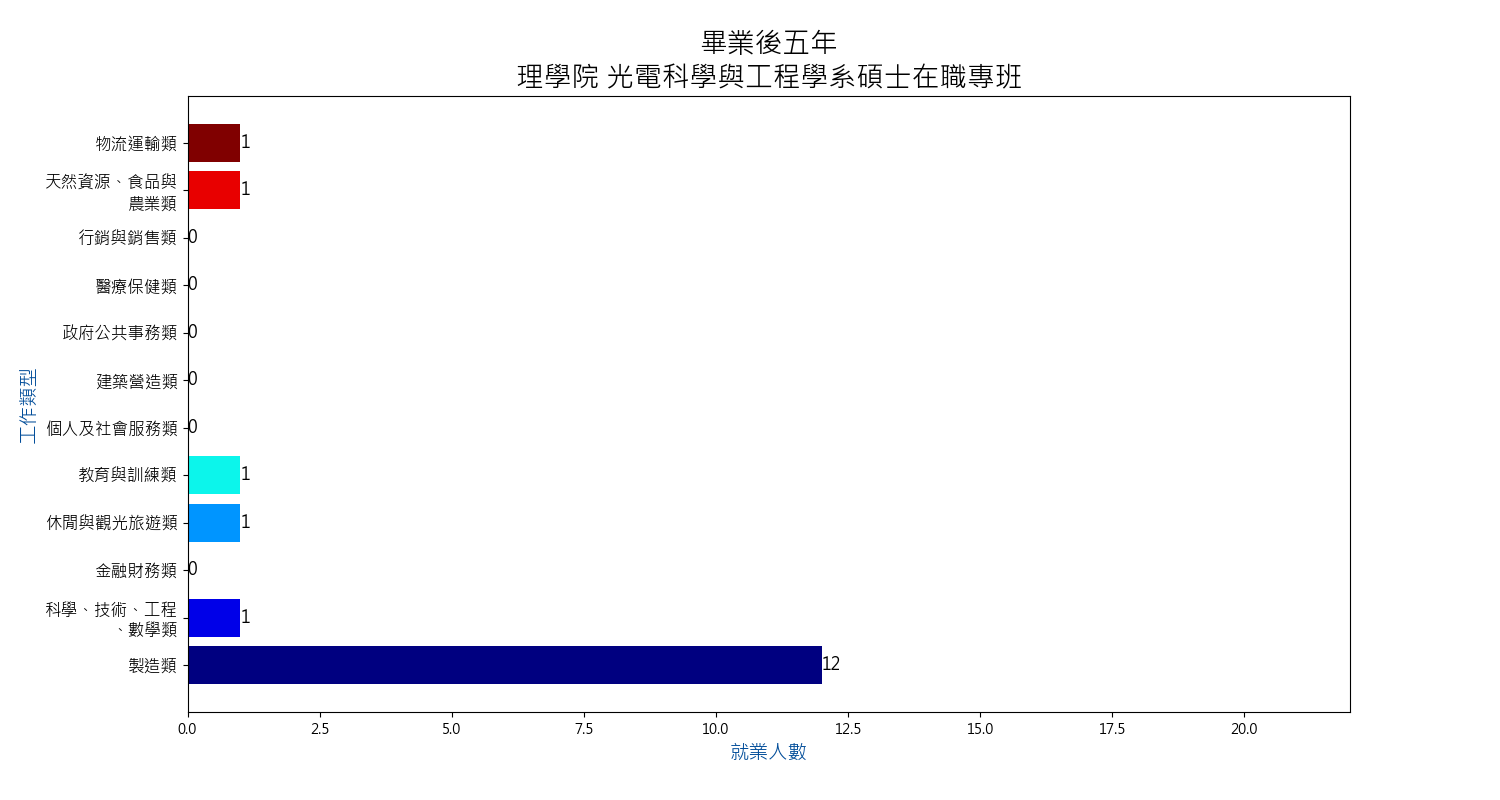 畢業後五年
理學院 光電科學與工程學系碩士在職專班
物流運輸類
1
天然資源、食品與
農業類
1
行銷與銷售類
0
醫療保健類
0
政府公共事務類
0
建築營造類
0
個人及社會服務類
0
教育與訓練類
1
休閒與觀光旅遊類
1
金融財務類
0
科學、技術、工程
、數學類
1
製造類
12
工作類型
0.0 2.5 5.0 7.5 10.0 12.5 15.0 17.5 20.0
就業人數